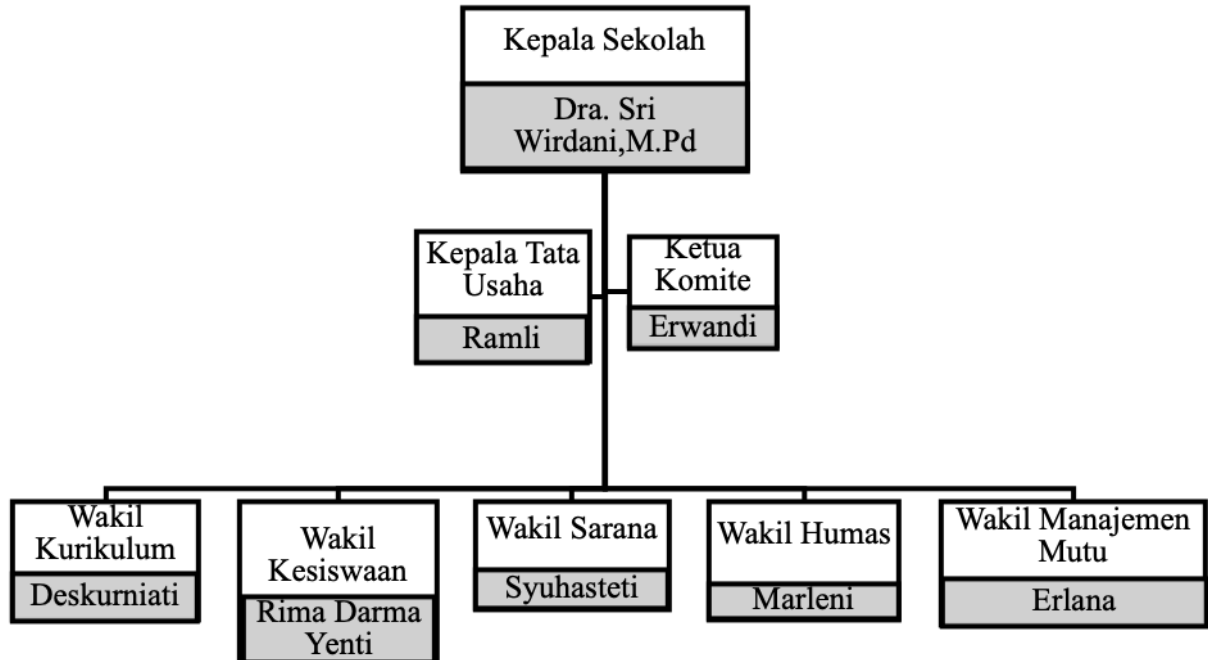 Kepala Sekolah
Dra. Sri
Wirdani,M.Pd
Kepala Tata
Usaha
Ramli
Ketua
Komite
Erwandi
Wakil
Kurikulum
Deskurniati
Wakil
Kesiswaan
Rima Darma
Yenti
Wakil Sarana
Syuhasteti
Wakil Humas
Marleni
Wakil Manajemen
Mutu
Erlana